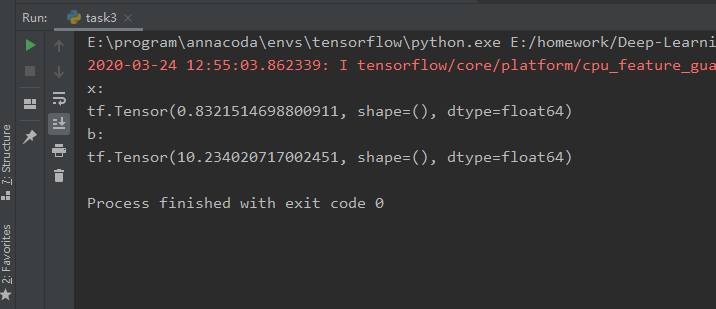 Run: task3
E:\program\annacoda\envs\tensorflow\python.exe E:/homework/Deep-Learni
2020-03-24 12:55:03.862339: I tensorflow/core/platform/cpu_feature_gua
x:
tf.Tensor(0.8321514698800911, shape=(), dtype=float64)
b:
tf.Tensor(10.234020717002451, shape=(), dtype=float64)
Process finished with exit code 0
7: Structure
2: Favorites